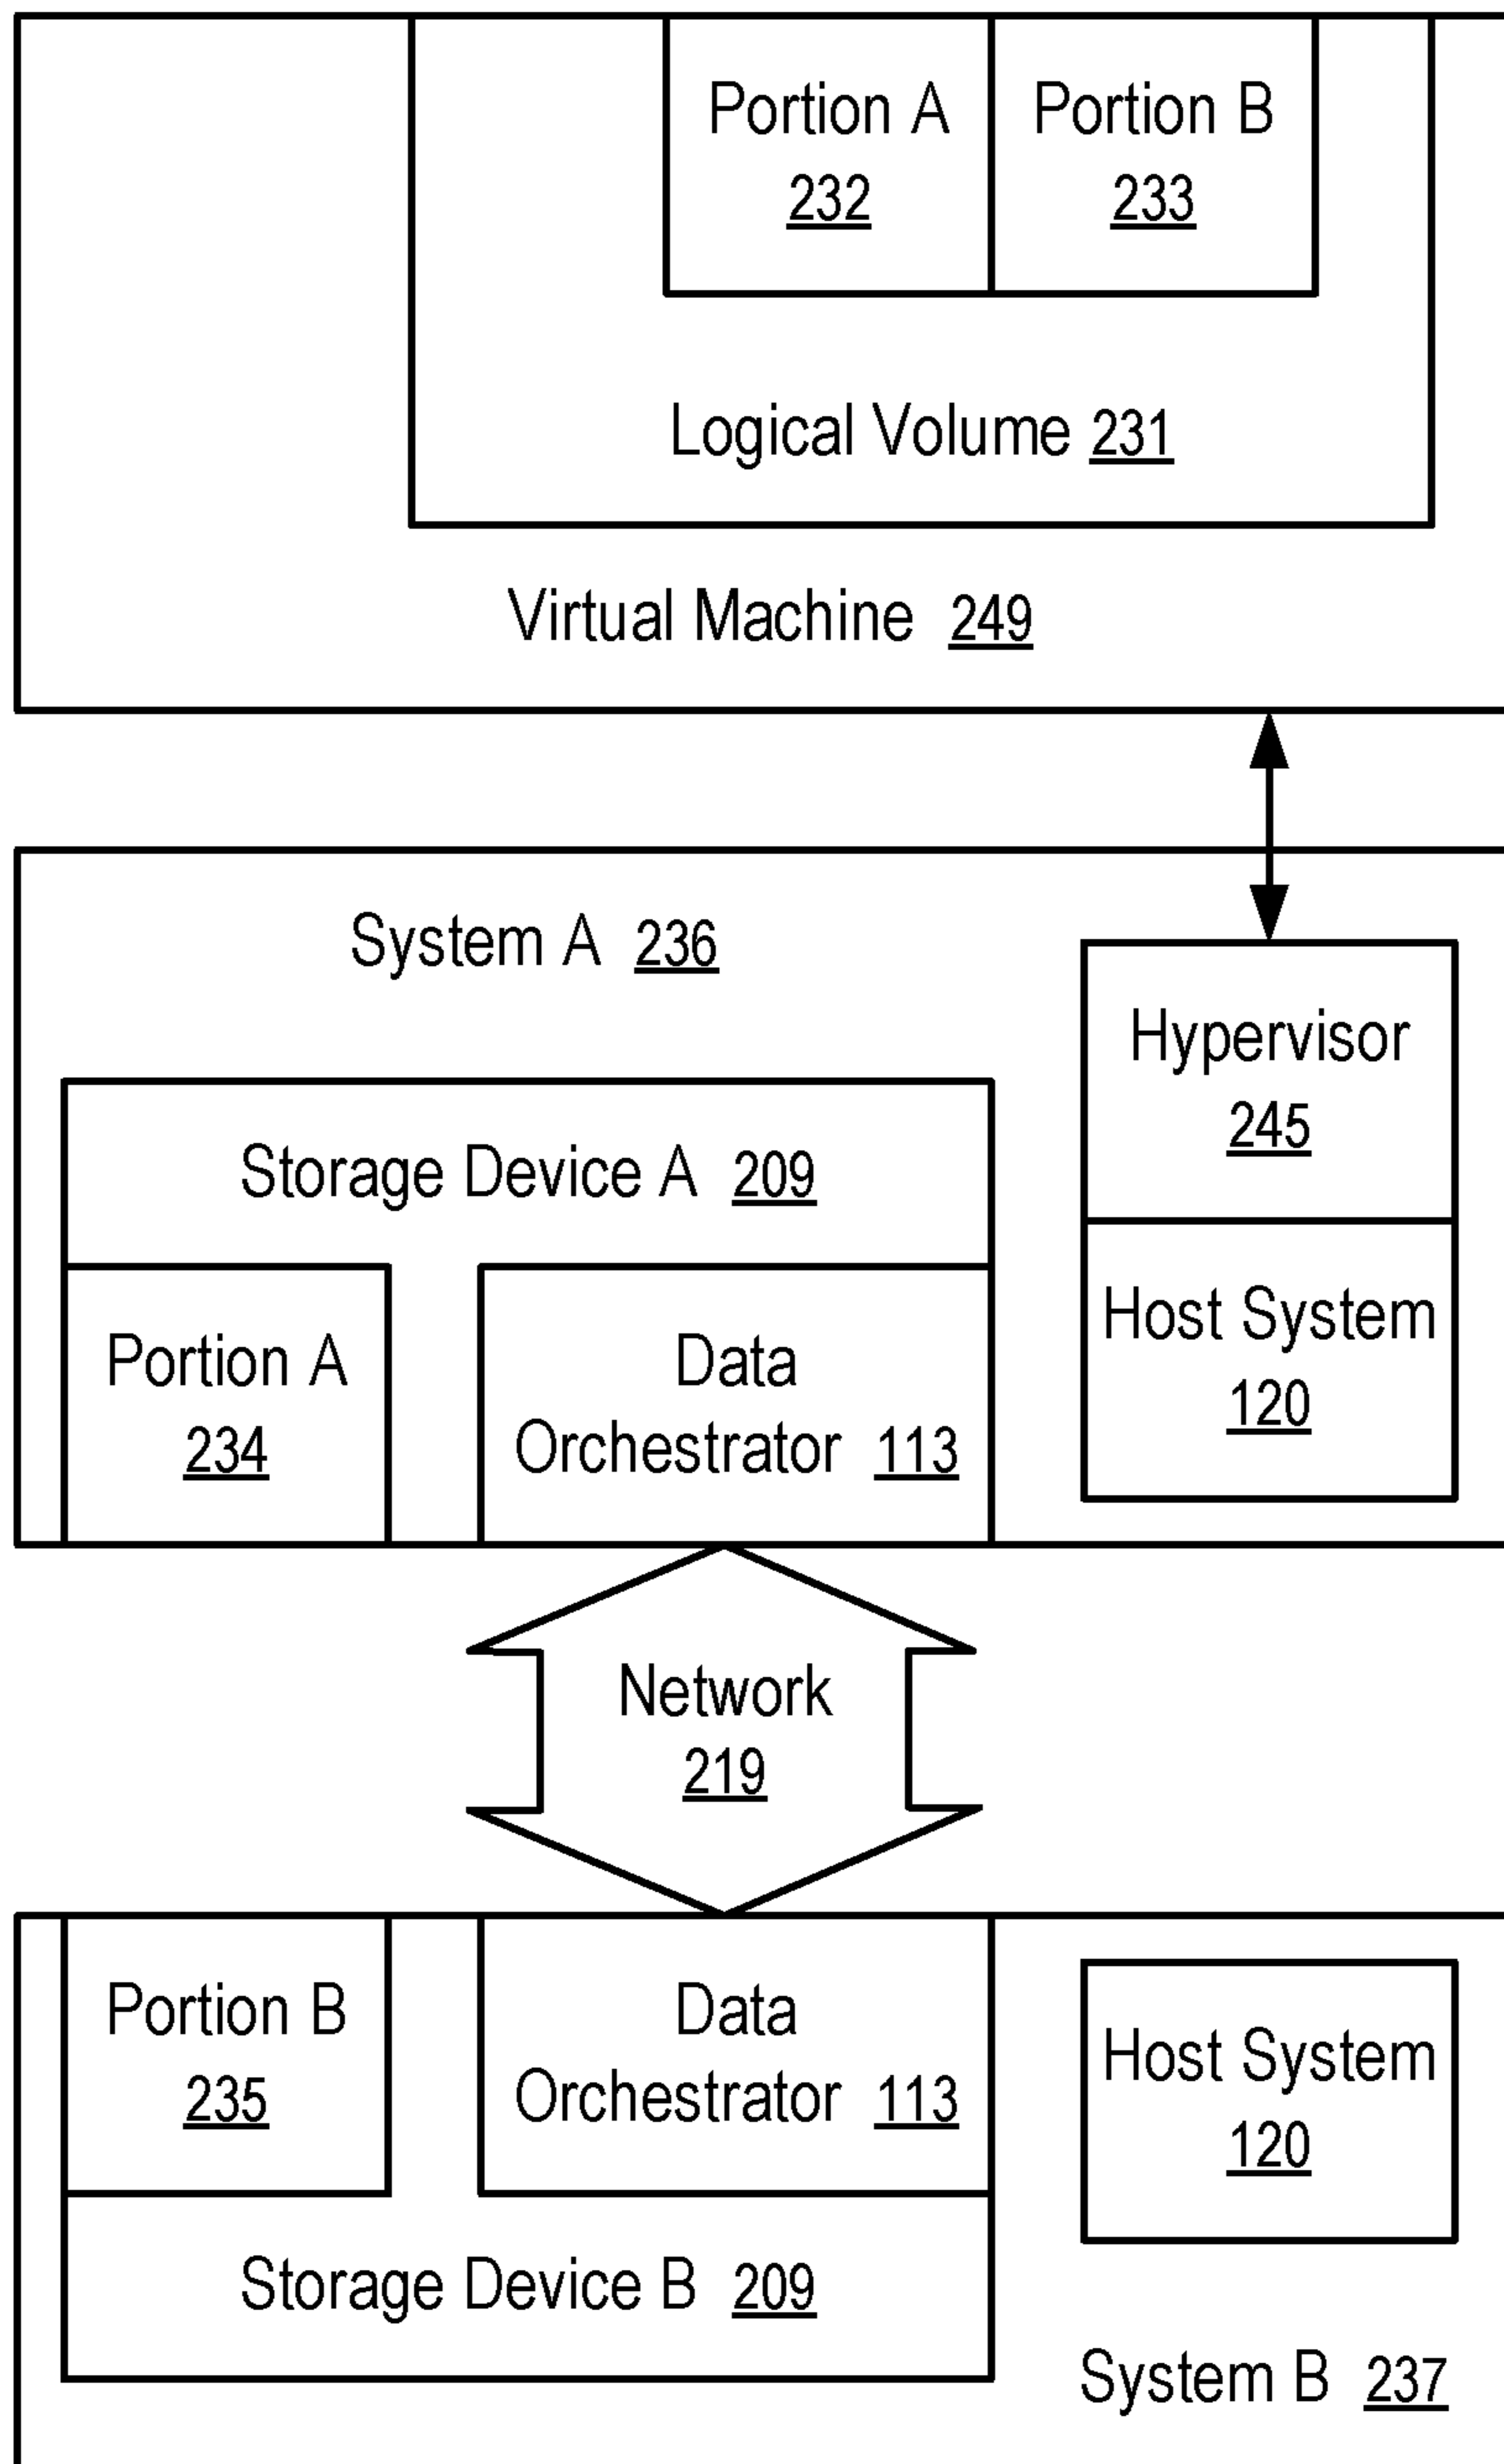 Portion A
232
Portion B
233
Logical Volume 231
Virtual Machine 249
System A 236
Hypervisor
245
Storage Device A 209
Host System
120
Portion A
234
Data
Orchestrator 113
Network
219
Portion B
235
Data
Orchestrator 113
Host System
120
Storage Device B 209
System B 237